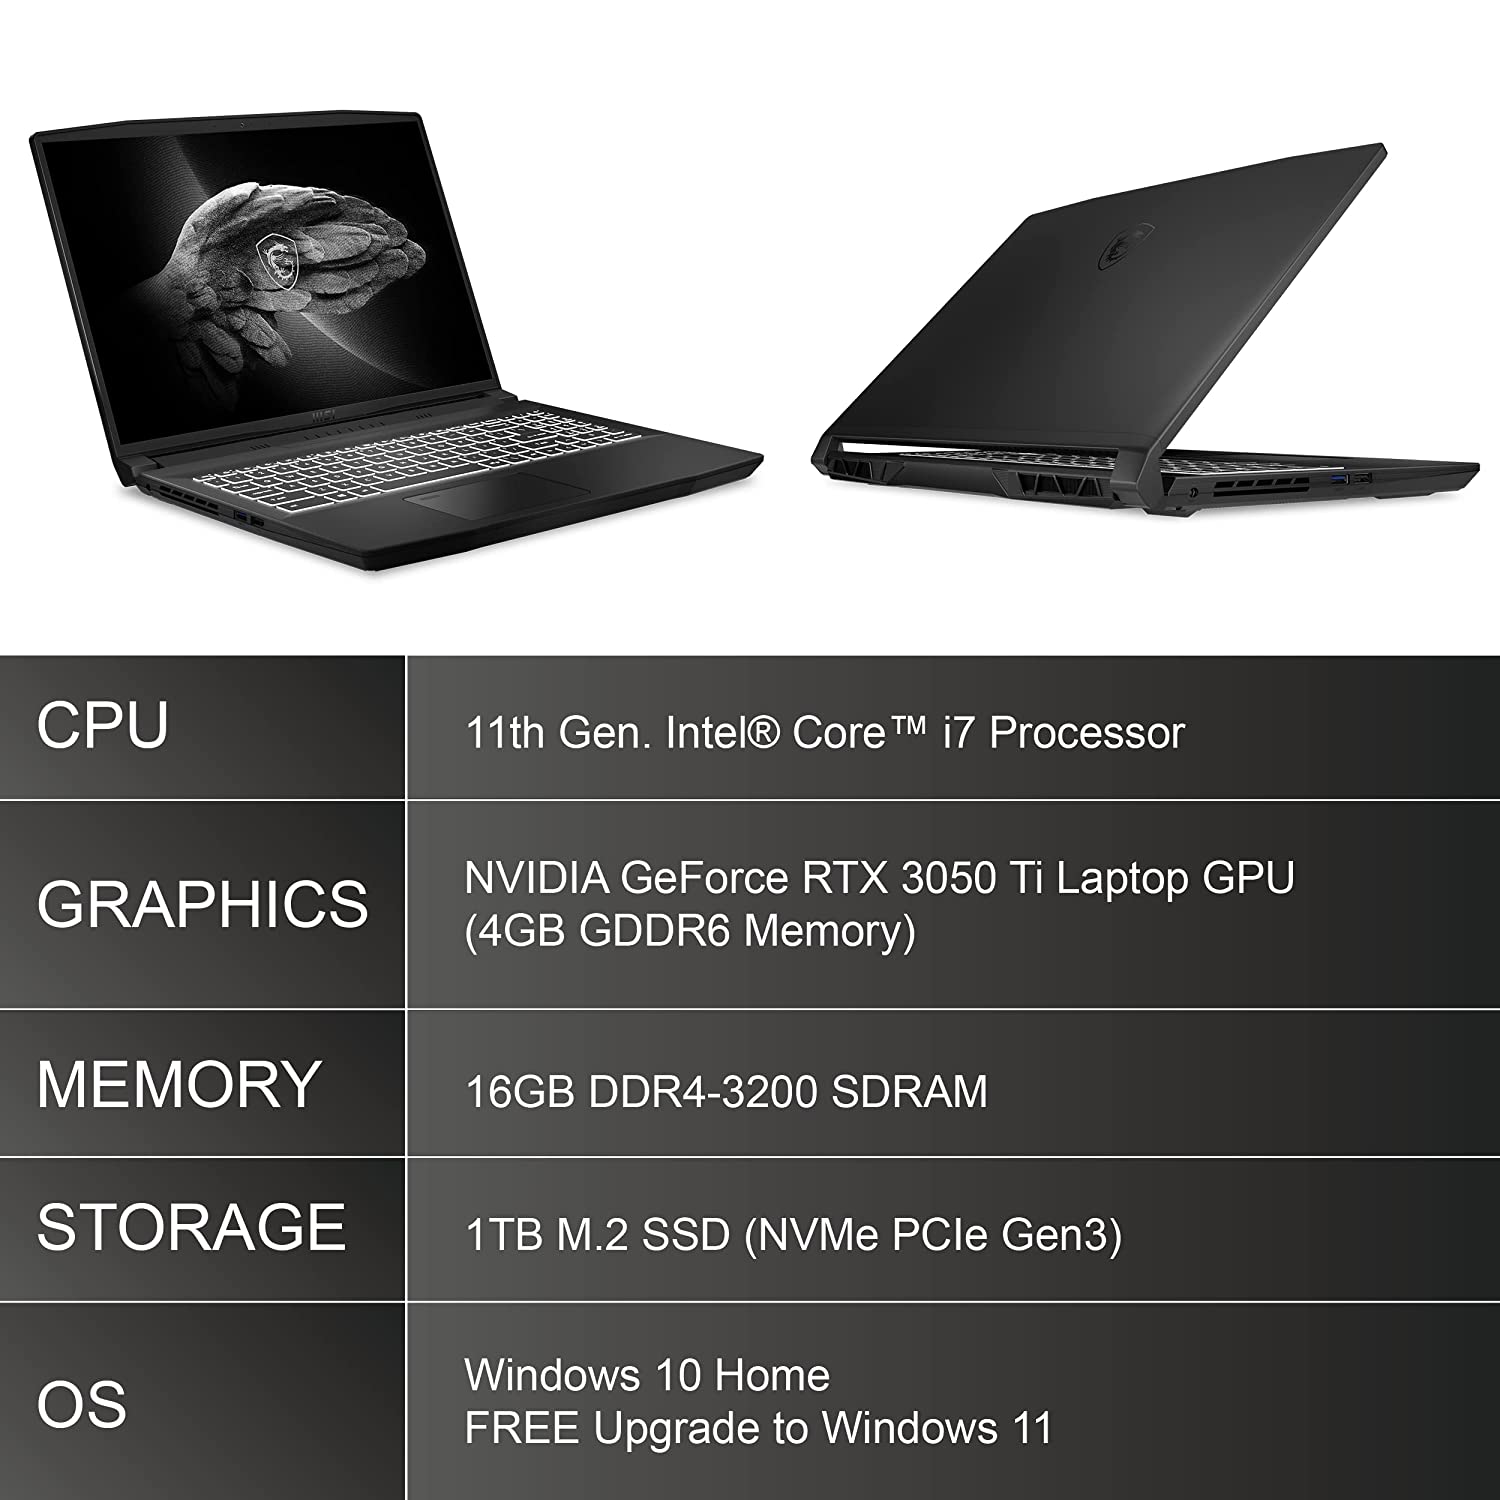 msi
CPU
11th Gen. Intel® Core™ i7 Processor
GRAPHICS
NVIDIA GeForce RTX 3050 Ti Laptop GPU
(4GB GDDR6 Memory)
MEMORY
16GB DDR4-3200 SDRAM
STORAGE
1TB M.2 SSD (NVMe PCIe Gen3)
OS
Windows 10 Home
FREE Upgrade to Windows 11